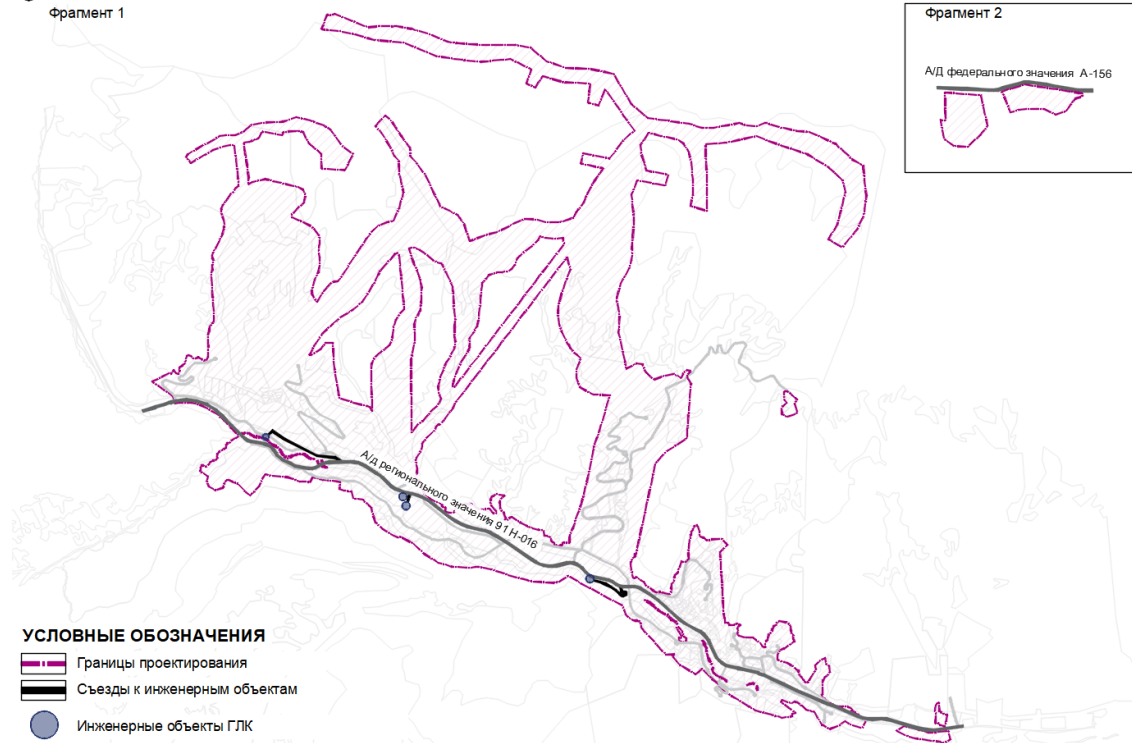 Фрагмент 1
Фрагмент 2
А/Д федерального значения А-156
А/д регионального значения 91 Н-016
УСЛОВНЫЕ ОБОЗНАЧЕНИЯ
Границы проектирования
Съезды к инженерным объектам
Инженерные объекты ГЛК